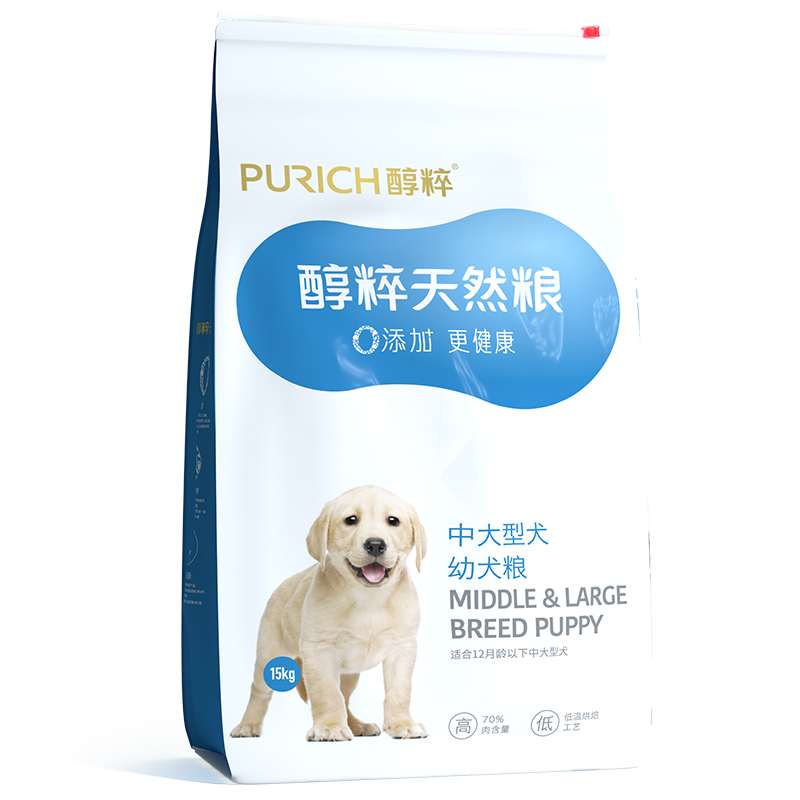 PURICH醇粹®
醇粹天然粮
0添加 更健康
中大型犬
幼犬粮
MIDDLE & LARGE
BREED PUPPY
适合12月龄以下中大型犬
15kg
高 70%
肉含量
低 低温烘焙
工艺
醇粹